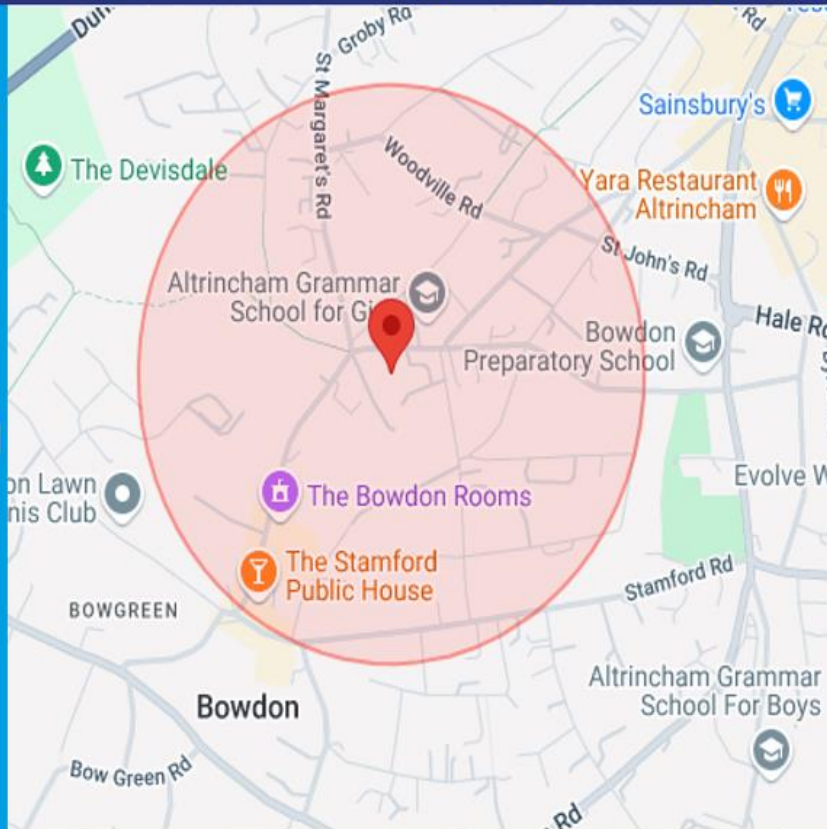 Groby Rd
Rd
St Margaret's Rd
Sainsbury's
The Devisdale
Woodville Rd
Yara Restaurant
Altrincham
St John's Rd
Altrincham Grammar
School for Gi
Hale Ro
Bowdon
Preparatory School
on Lawn
nis Club
The Bowdon Rooms
Evolve W
The Stamford
Public House
Stamford Rd
BOWGREEN
Altrincham Grammar
School For Boys
Bowdon
Bow Green Rd
Rd